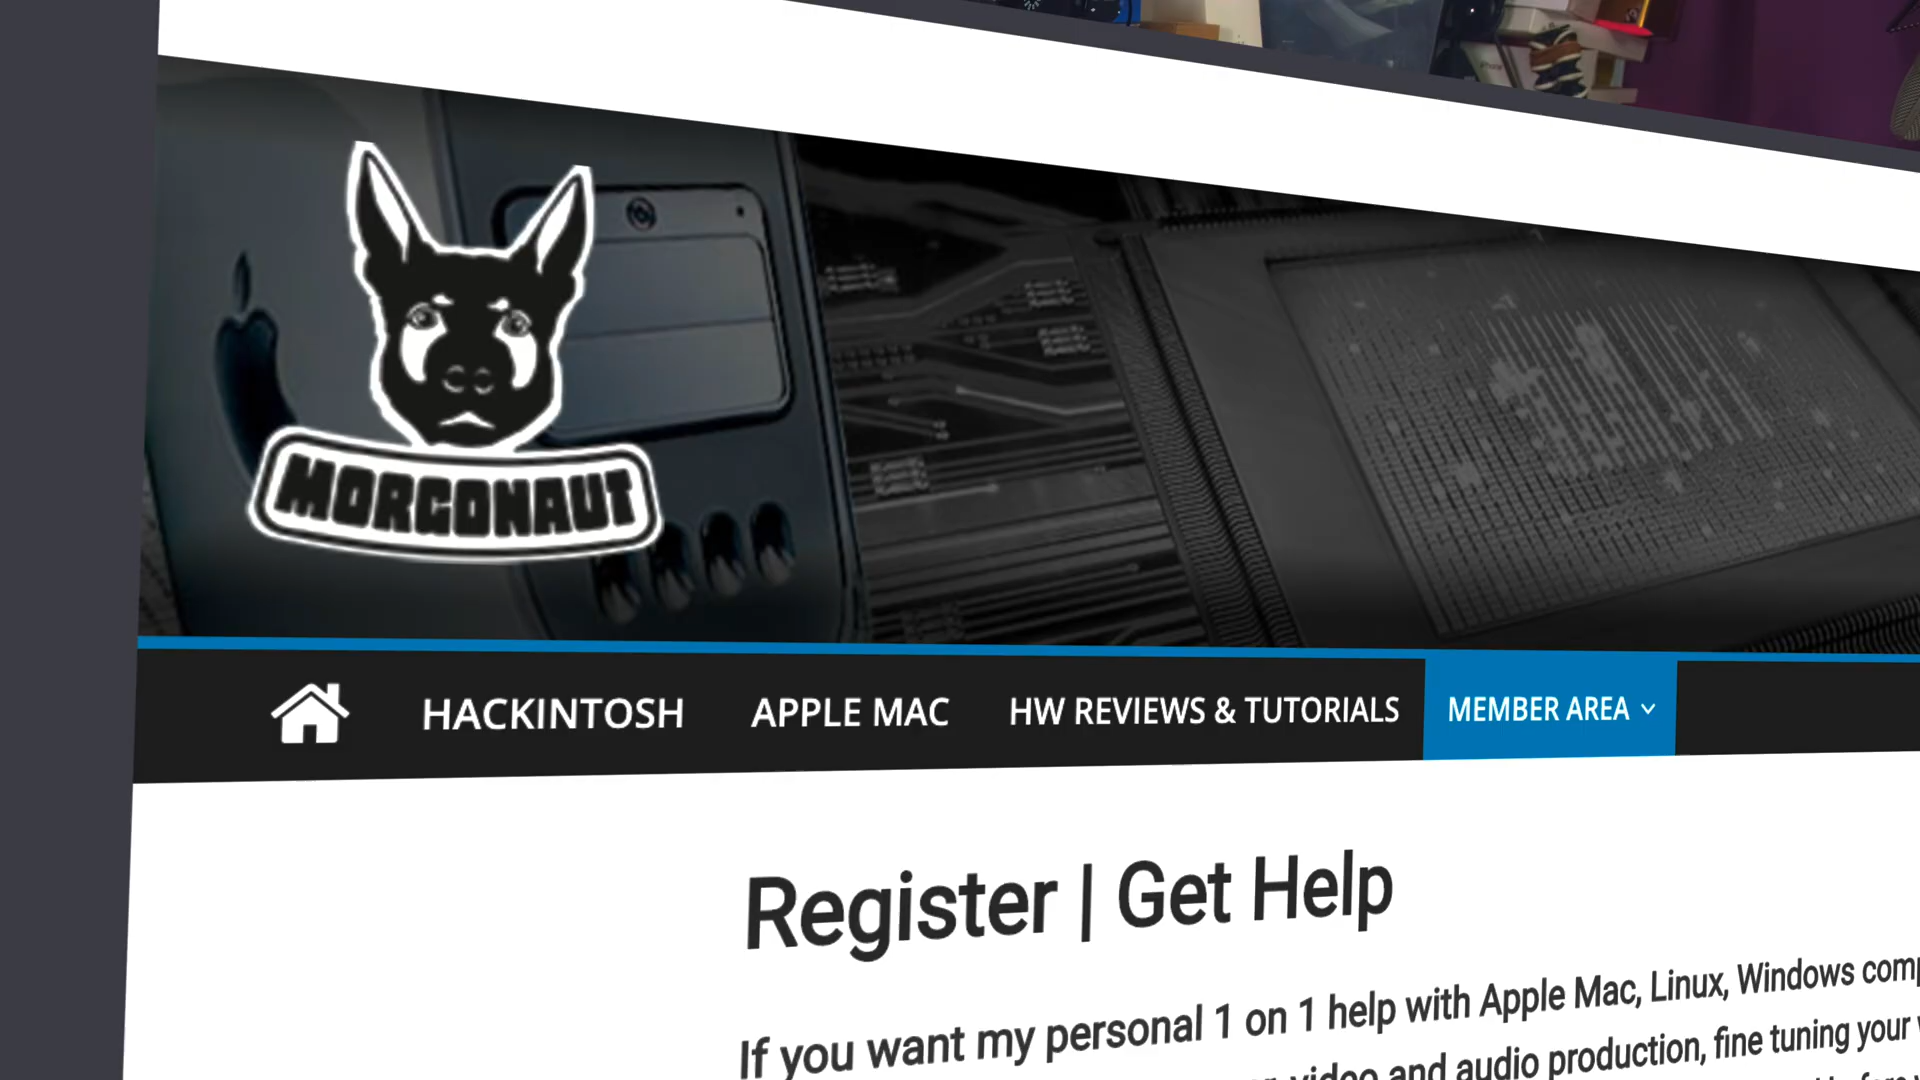 MORGONAUT
HACKINTOSH
APPLE MAC
HW REVIEWS & TUTORIALS
MEMBER AREA
Register | Get Help
If you want my personal 1 on 1 help with Apple Mac, Linux, Windows
video and audio production, fine tuning your